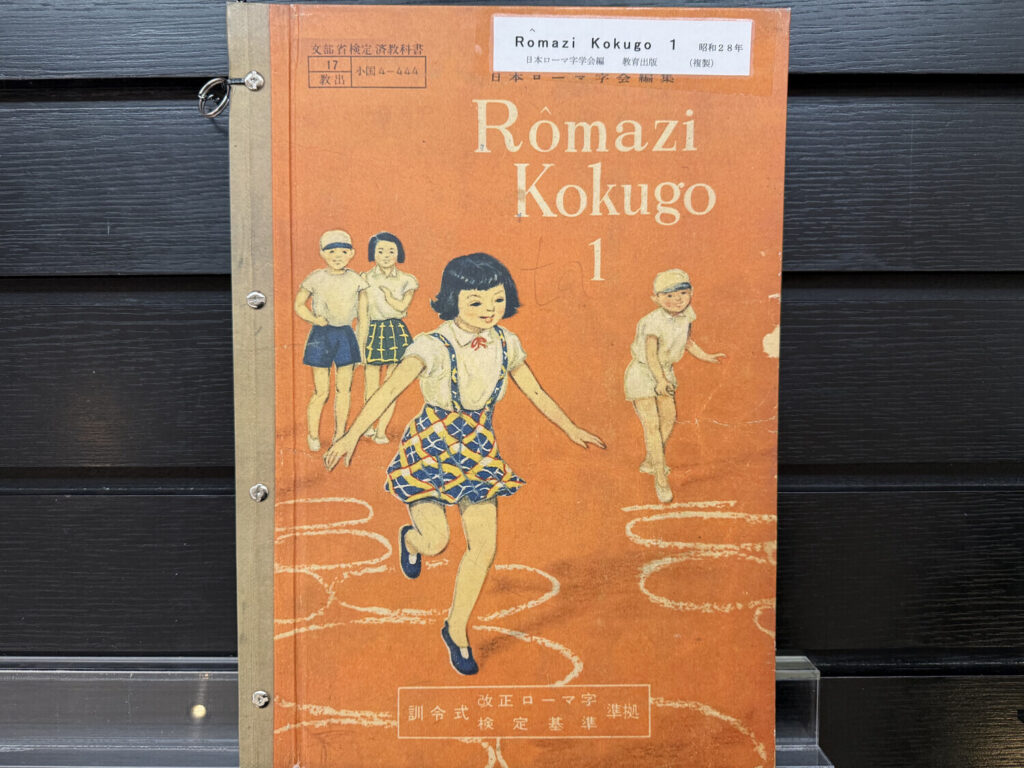 Rômazi Kokugo 1 昭和28年
日本ローマ字学会編 教育出版 (複製)
文部省検定済教科書
17 小国4-444
教出
日本ローマ字学会編集
Rômazi
Kokugo
1
訓令式 改正ローマ字 準拠
検定基準